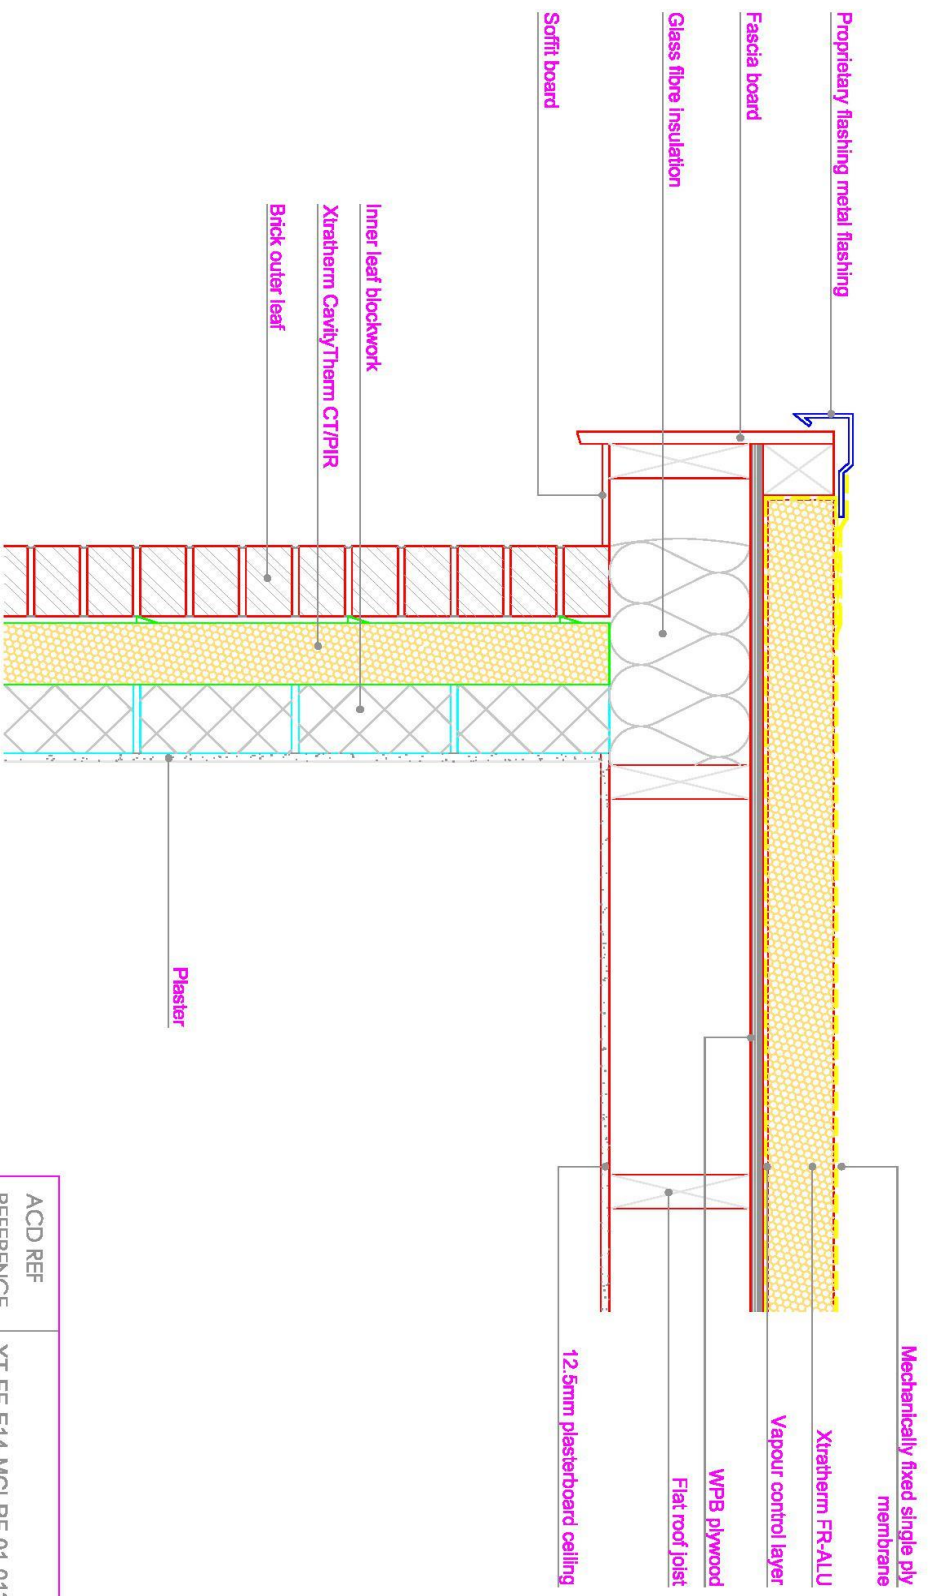 Proprietary flashing metal flashing
Fascia board
Glass fibre insulation
Soffit board
Inner leaf blockwork
Xtratherm CavityTherm CT/PIR
Brick outer leaf
Mechanically fixed single ply
membrane
Xtratherm FR-ALU
Vapour control layer
WPB plywood
Flat roof joist
12.5mm plasterboard ceiling
Plaster
ACD REF
REFERENCE